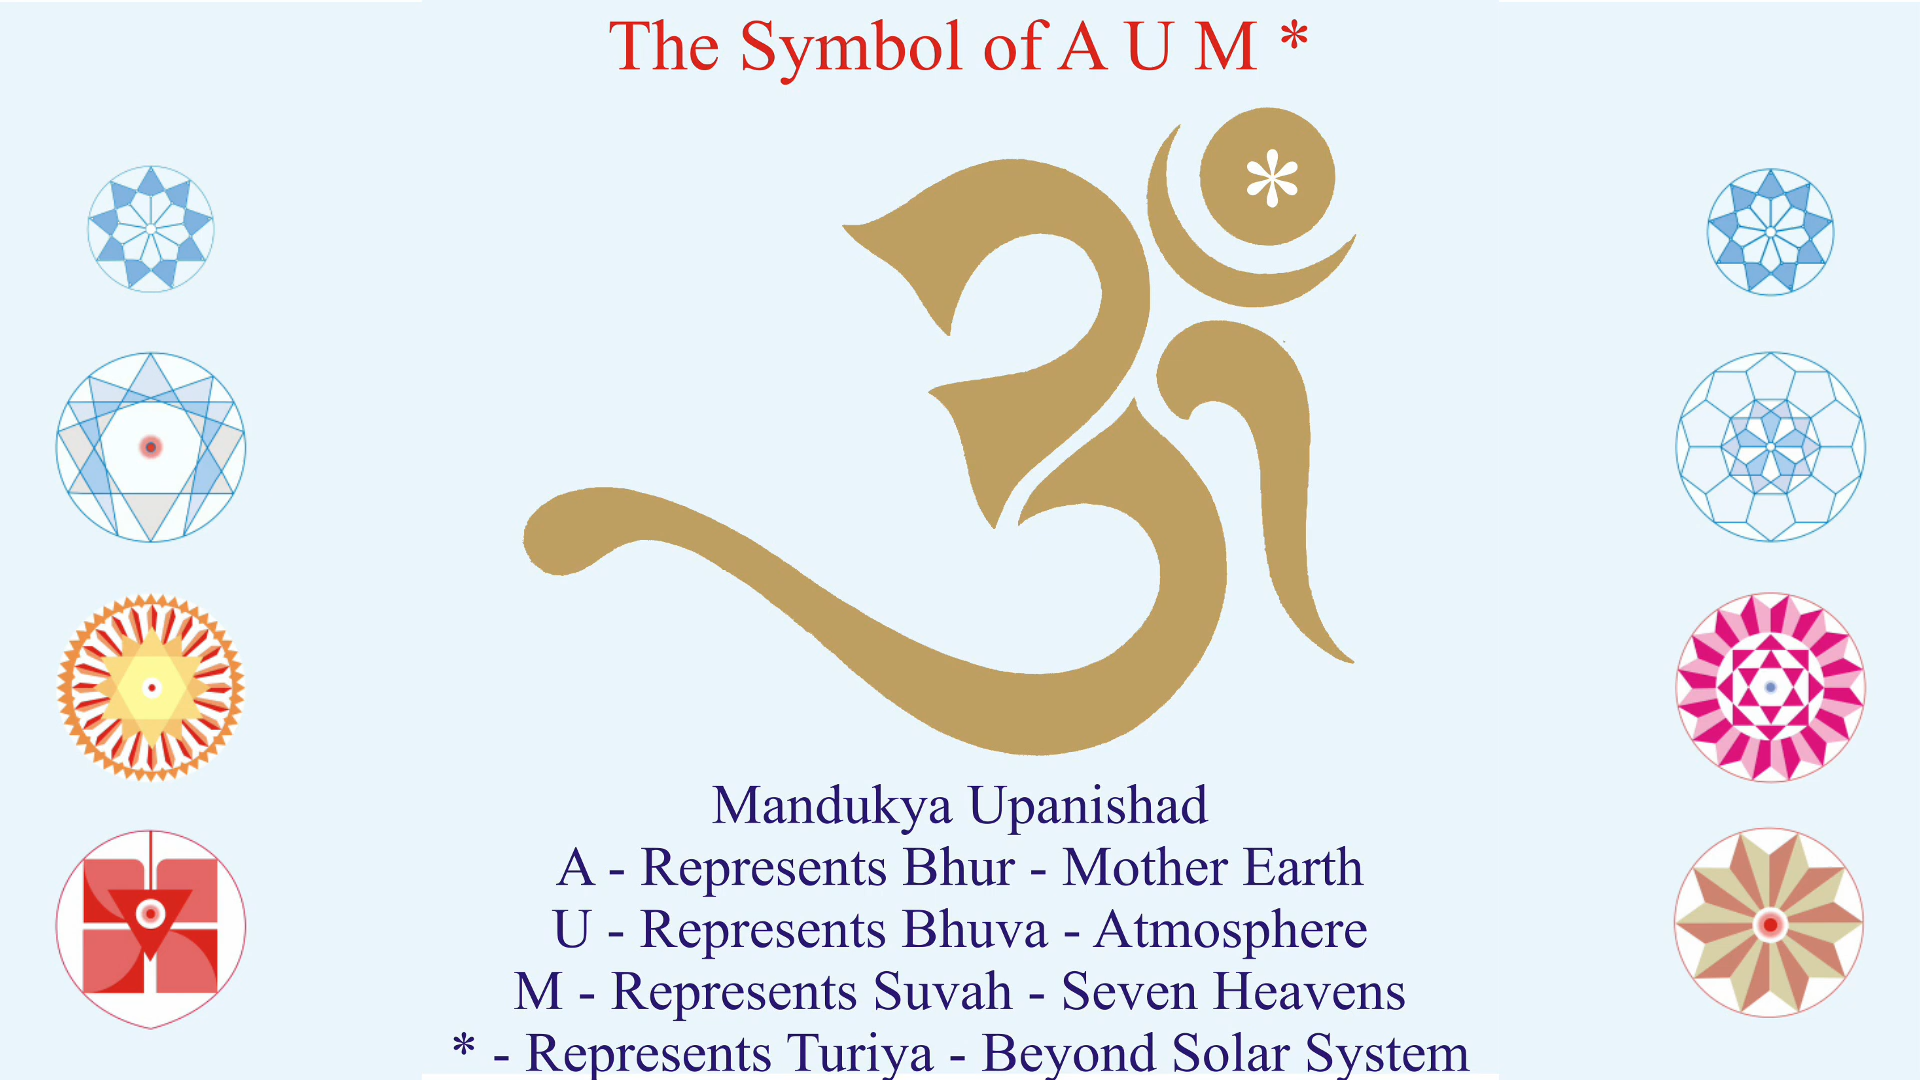 The Symbol of A U M *
*
Mandukya Upanishad
A - Represents Bhur - Mother Earth
U - Represents Bhuva - Atmosphere
M - Represents Suvah - Seven Heavens
* - Represents Turiya - Beyond Solar System